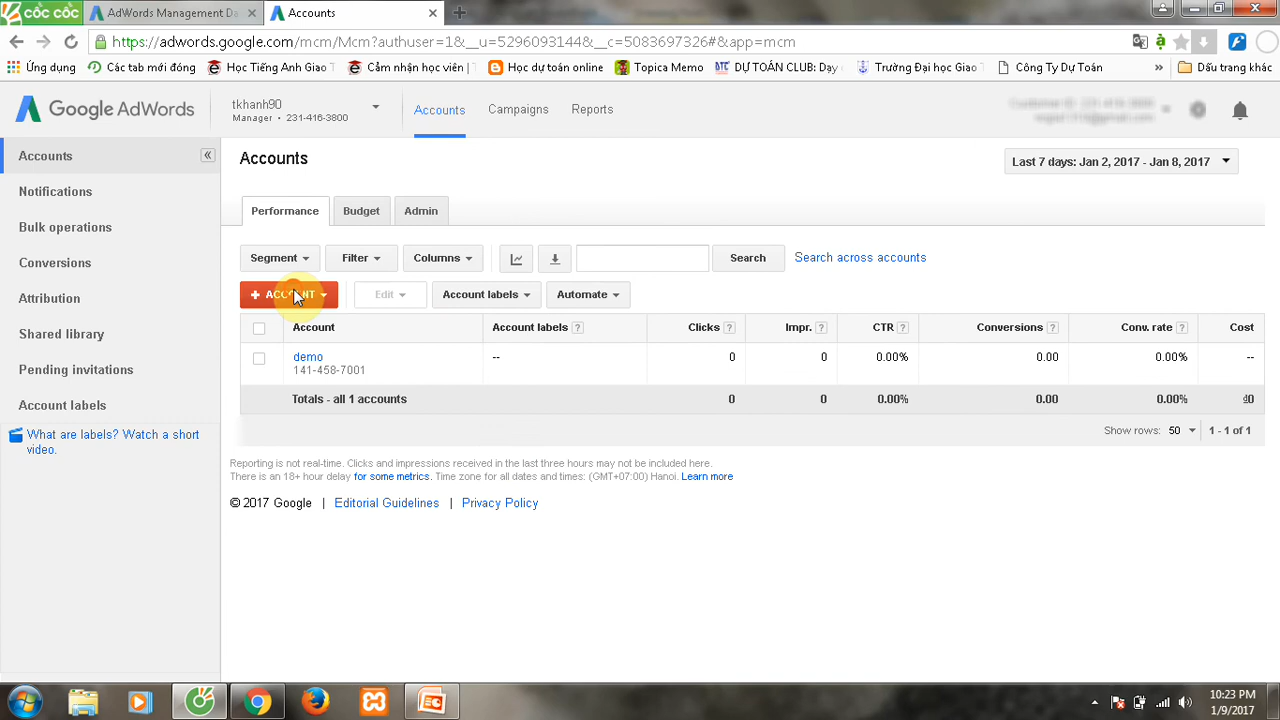 cốc cốc
AdWords Management Da
Accounts
https://adwords.google.com/mcm/Mcm?authuser=1&__u=5296093144&__c=5083697326#&app=mcm
Ứng dụng
Các tab mới đóng
Học Tiếng Anh Giao T
Cảm nhận học viên |
Học dự toán online
Topica Memo
DỰ TOÁN CLUB: Dạy
Trường Đại học Giao
Công Ty Dự Toán
»
Dấu trang khác
Google AdWords
tkhanh90
Manager - 231-416-3800
Accounts
Campaigns
Reports
Accounts
Notifications
Bulk operations
Conversions
Attribution
Shared library
Pending invitations
Account labels
What are labels? Watch a short
video.
Accounts
Last 7 days: Jan 2, 2017 - Jan 8, 2017
Performance
Budget
Admin
Segment
Filter
Columns
Search
Search across accounts
+ ACCOUNT
Edit
Account labels
Automate
Account
Account labels ?
Clicks ?
Impr. ?
CTR ?
Conversions ?
Conv. rate ?
Cost
demo
--
0
0
0.00%
0.00
0.00%
--
141-458-7001
Totals - all 1 accounts
0
0
0.00%
0.00
0.00%
₫0
Show rows: 50
1 - 1 of 1
Reporting is not real-time. Clicks and impressions received in the last three hours may not be included here.
There is an 18+ hour delay for some metrics. Time zone for all dates and times: (GMT+07:00) Hanoi. Learn more
© 2017 Google | Editorial Guidelines | Privacy Policy
10:23 PM
1/9/2017